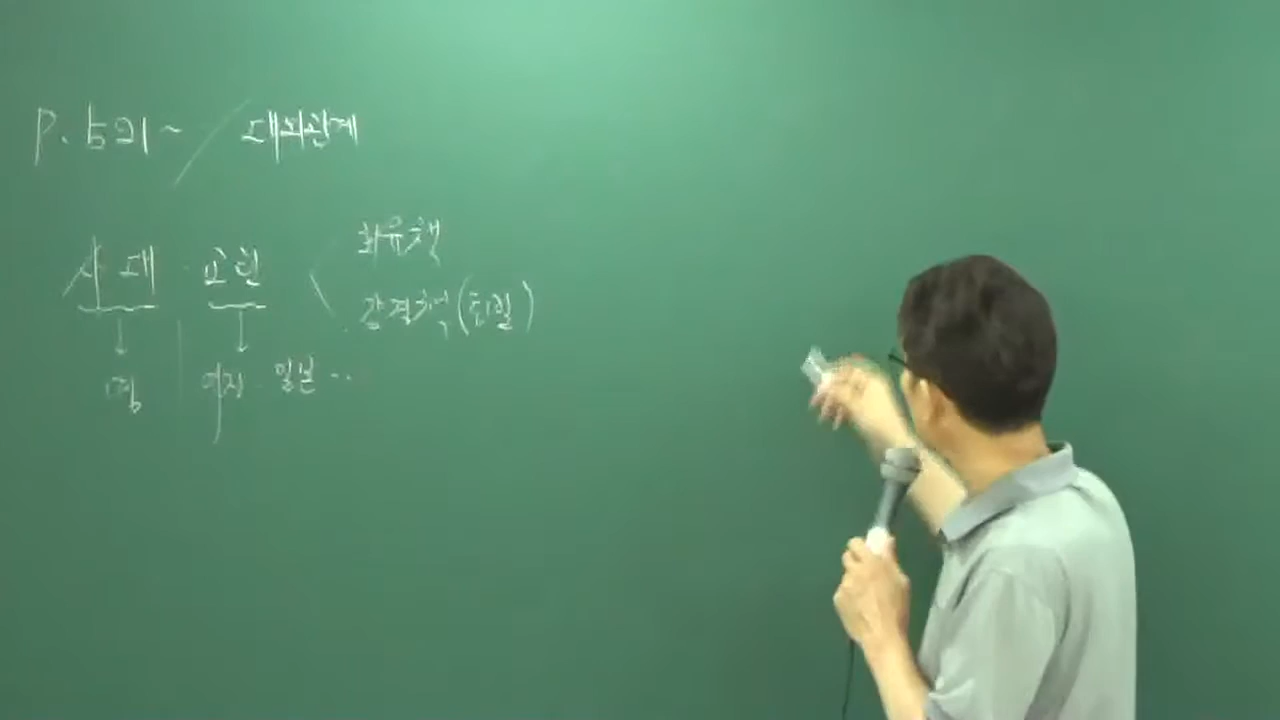 P. 521~ / 대외관계
사대 · 교린
회유책
강경책(토벌)
↓ ↓
명 여진 · 일본 ··